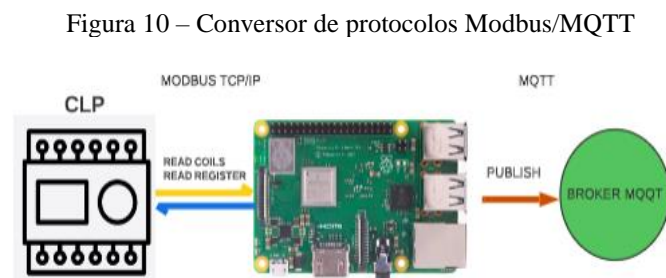 Figura 10 – Conversor de protocolos Modbus/MQTT
MODBUS TCP/IP
MQTT
CLP
READ COILS
READ REGISTER
PUBLISH
BROKER MQQT
HDMI